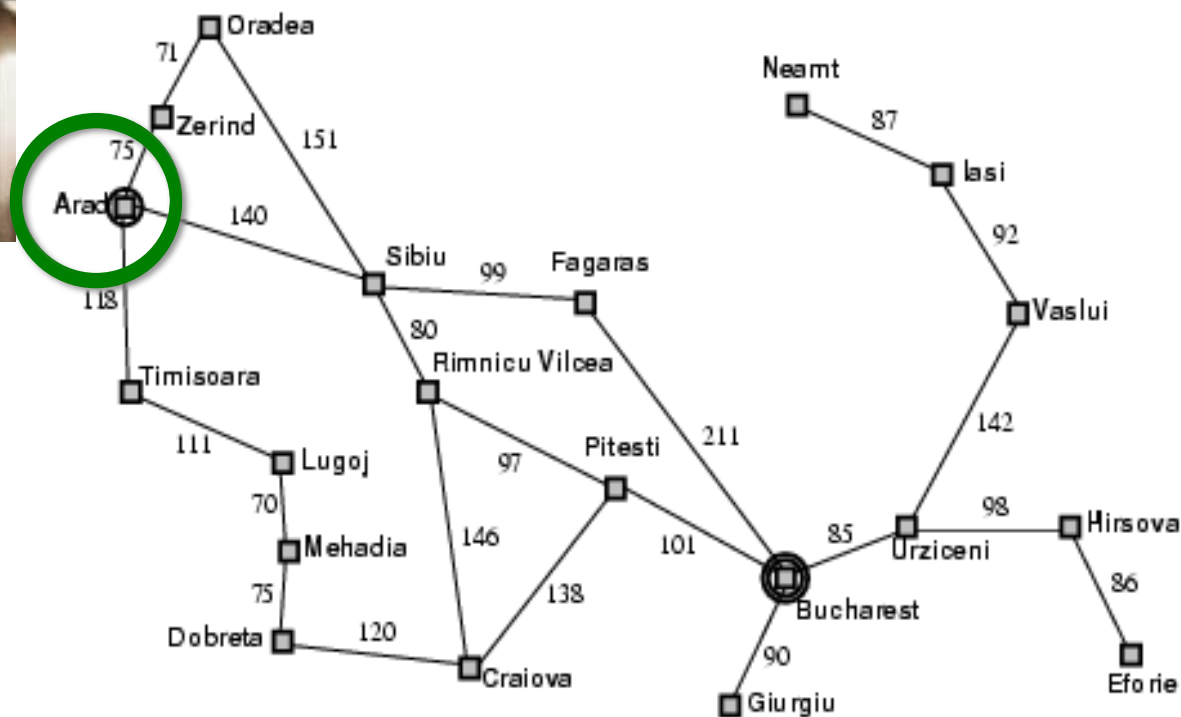 Oradea
71
Neamt
Zerind
87
75
151
Iasi
Arad
140
92
Sibiu
99
Fagaras
118
80
Vaslui
Timisoara
Rimnicu Vilcea
111
Lugoj
97
Pitesti
211
142
70
Mehadia
146
101
85
98
Hirsova
Urziceni
75
138
86
Dobreta
120
Bucharest
Craiova
90
Eforie
Giurgiu